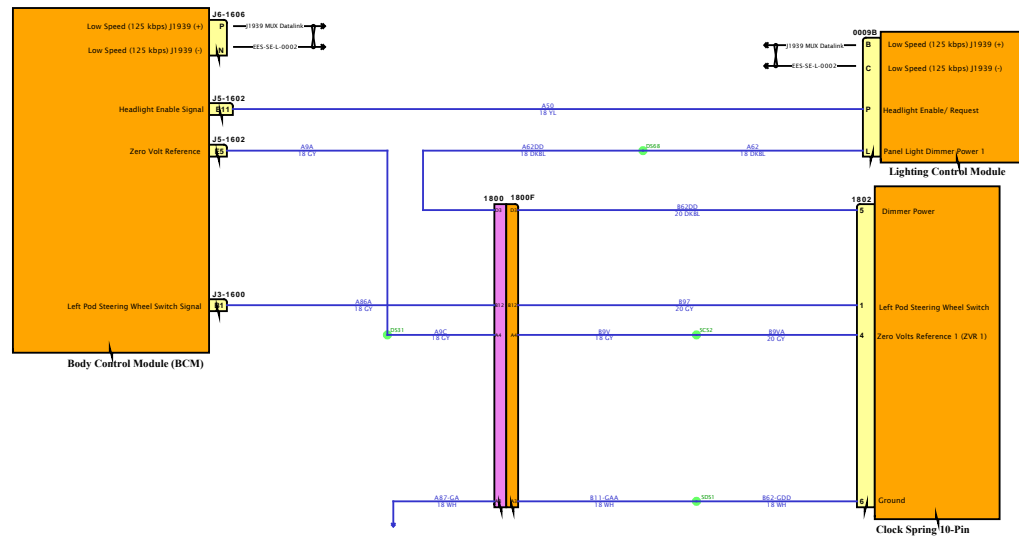 J6-1606
Low Speed (125 kbps) J1939 (+)
P
J1939 MUX Datalink
Low Speed (125 kbps) J1939 (-)
N
EES-SE-L-0002
0009B
J1939 MUX Datalink
B
Low Speed (125 kbps) J1939 (+)
EES-SE-L-0002
C
Low Speed (125 kbps) J1939 (-)
J5-1602
Headlight Enable Signal
B11
A50
18 YL
P
Headlight Enable/ Request
J5-1602
Zero Volt Reference
E5
A9A
18 GY
A62DD
18 DKBL
DS68
A62
18 DKBL
L
Panel Light Dimmer Power 1
Lighting Control Module
1800
1800F
1802
D3
D3
B62DD
20 DKBL
5
Dimmer Power
J3-1600
Left Pod Steering Wheel Switch Signal
A86A
18 GY
B12
B12
B97
20 GY
1
Left Pod Steering Wheel Switch
DS31
A9C
18 GY
A4
A4
B9V
18 GY
SCS2
B9VA
20 GY
4
Zero Volts Reference 1 (ZVR 1)
Body Control Module (BCM)
A87-GA
18 WH
B11-GAA
18 WH
SDS1
B62-GDD
18 WH
6
Ground
Clock Spring 10-Pin